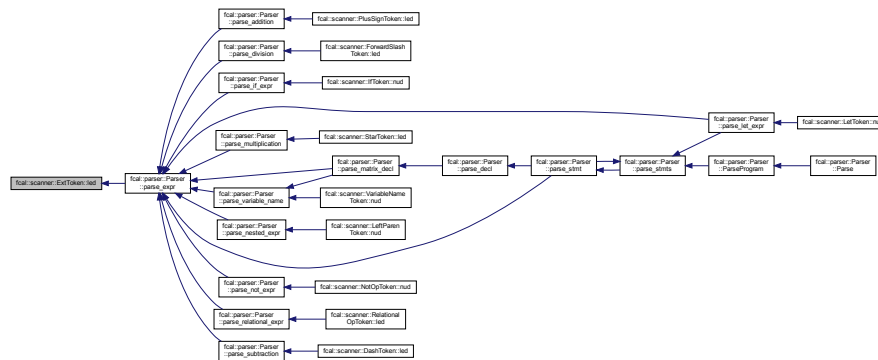 fcal::parser::Parser
::parse_addition
fcal::scanner::PlusSignToken::led
fcal::parser::Parser
::parse_division
fcal::scanner::ForwardSlash
Token::led
fcal::parser::Parser
::parse_if_expr
fcal::scanner::IfToken::nud
fcal::parser::Parser
::parse_let_expr
fcal::scanner::LetToken::nud
fcal::parser::Parser
::parse_multiplication
fcal::scanner::StarToken::led
fcal::parser::Parser
::parse_matrix_decl
fcal::parser::Parser
::parse_decl
fcal::parser::Parser
::parse_stmt
fcal::parser::Parser
::parse_stmts
fcal::parser::Parser
::ParseProgram
fcal::parser::Parser
::Parse
fcal::scanner::ExtToken::led
fcal::parser::Parser
::parse_expr
fcal::parser::Parser
::parse_variable_name
fcal::scanner::VariableName
Token::nud
fcal::parser::Parser
::parse_nested_expr
fcal::scanner::LeftParen
Token::nud
fcal::parser::Parser
::parse_not_expr
fcal::scanner::NotOpToken::nud
fcal::parser::Parser
::parse_relational_expr
fcal::scanner::Relational
OpToken::led
fcal::parser::Parser
::parse_subtraction
fcal::scanner::DashToken::led